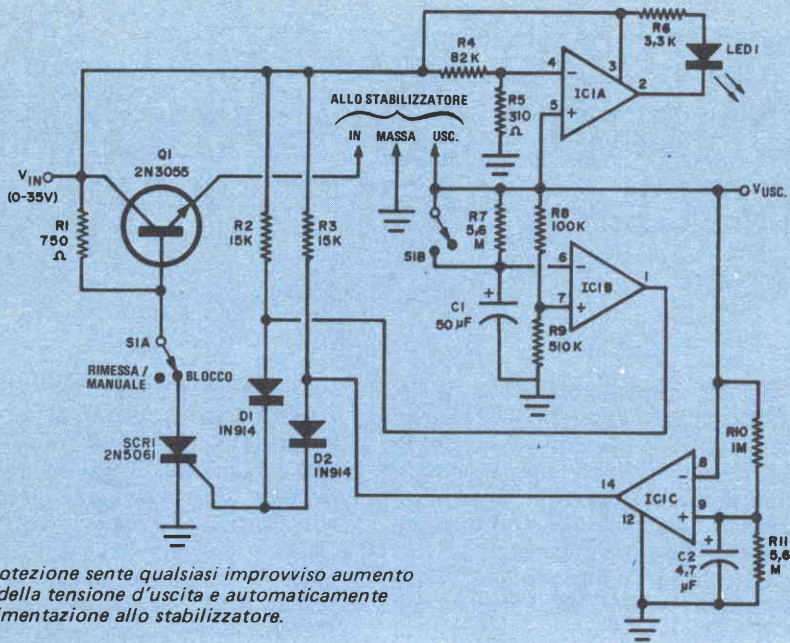 R6
3,3K
LED1
R4
82K
4
3
2
IC1A
5
R5
310
Ω
ALLO STABILIZZATORE
IN MASSA USC.
Q1
2N3055
VIN
(0-35V)
R1
750
Ω
R2
15K
R3
15K
VUSC.
R7
5,6
M
R8
100K
S1B
6
7
1
IC1B
C1
50 µF
R9
510K
S1A
RIMESSA /
MANUALE
BLOCCO
D1
1N914
D2
1N914
SCR1
2N5061
R10
1M
8
9
14
12
IC1C
C2
4,7
µF
R11
5,6
M
otezione sente qualsiasi improvviso aumento
della tensione d'uscita e automaticamente
imentazione allo stabilizzatore.